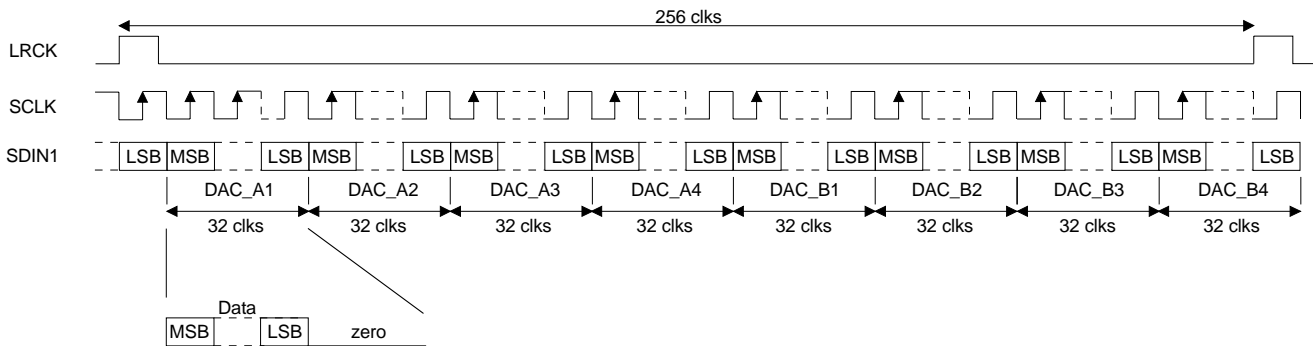 256 clks
LRCK
SCLK
SDIN1
LSB MSB LSB MSB LSB MSB LSB MSB LSB MSB LSB MSB LSB MSB LSB MSB LSB
DAC_A1 DAC_A2 DAC_A3 DAC_A4 DAC_B1 DAC_B2 DAC_B3 DAC_B4
32 clks 32 clks 32 clks 32 clks 32 clks 32 clks 32 clks 32 clks
Data
MSB LSB zero